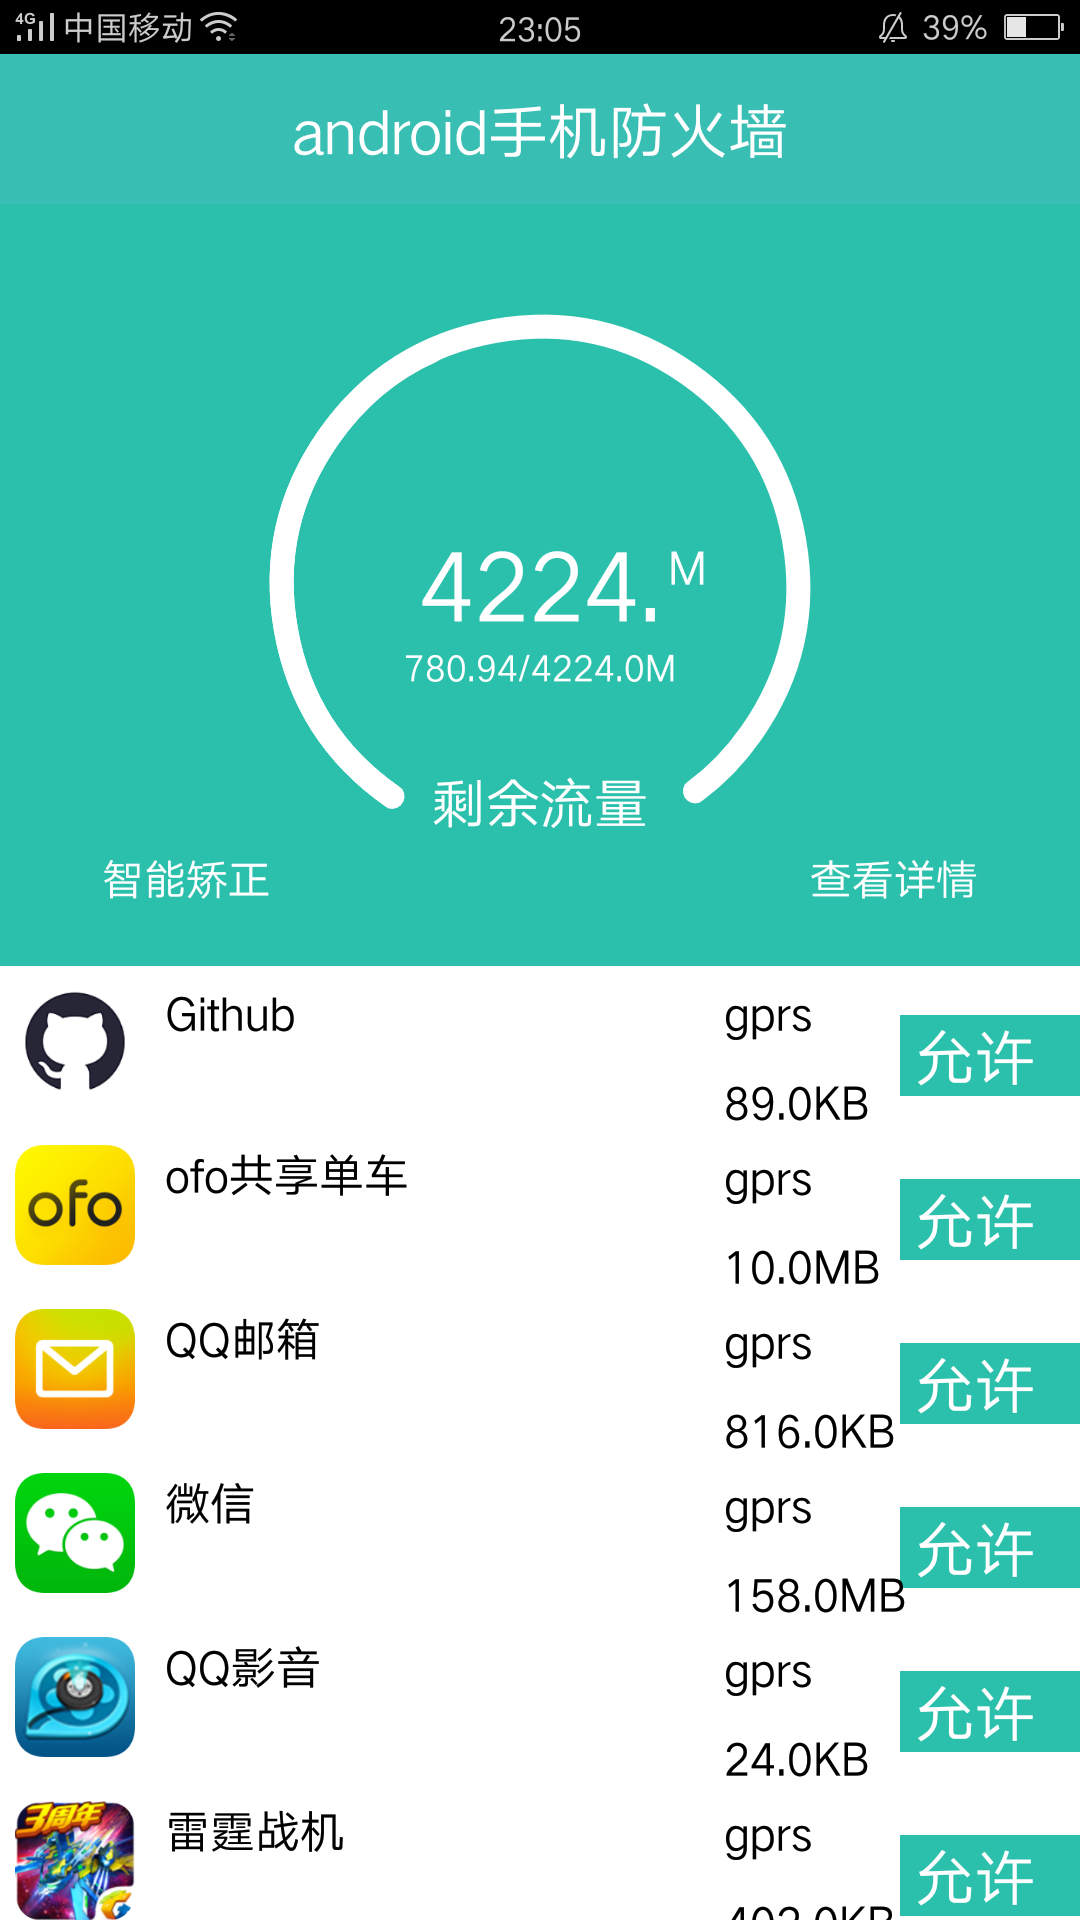 4G 中国移动 23:05 39%
android手机防火墙
4224. M
780.94/4224.0M
剩余流量
智能矫正 查看详情
Github gprs
允许
89.0KB
ofo
ofo共享单车 gprs
允许
10.0MB
QQ邮箱 gprs
允许
816.0KB
微信 gprs
允许
158.0MB
QQ影音 gprs
允许
24.0KB
3周年
雷霆战机 gprs
允许